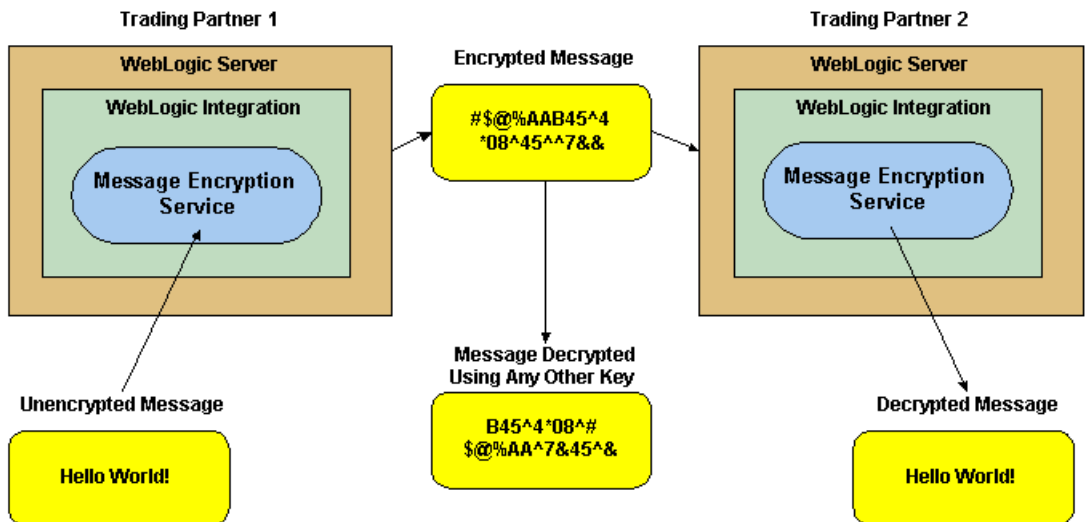 Trading Partner 1
Trading Partner 2
WebLogic Server
Encrypted Message
WebLogic Server
WebLogic Integration
#$@%AAB45^4
*08^45^^7&&
WebLogic Integration
Message Encryption
Service
Message Encryption
Service
Message Decrypted
Using Any Other Key
Unencrypted Message
B45^4*08^#
$@%AA^7&45^&
Decrypted Message
Hello World!
Hello World!